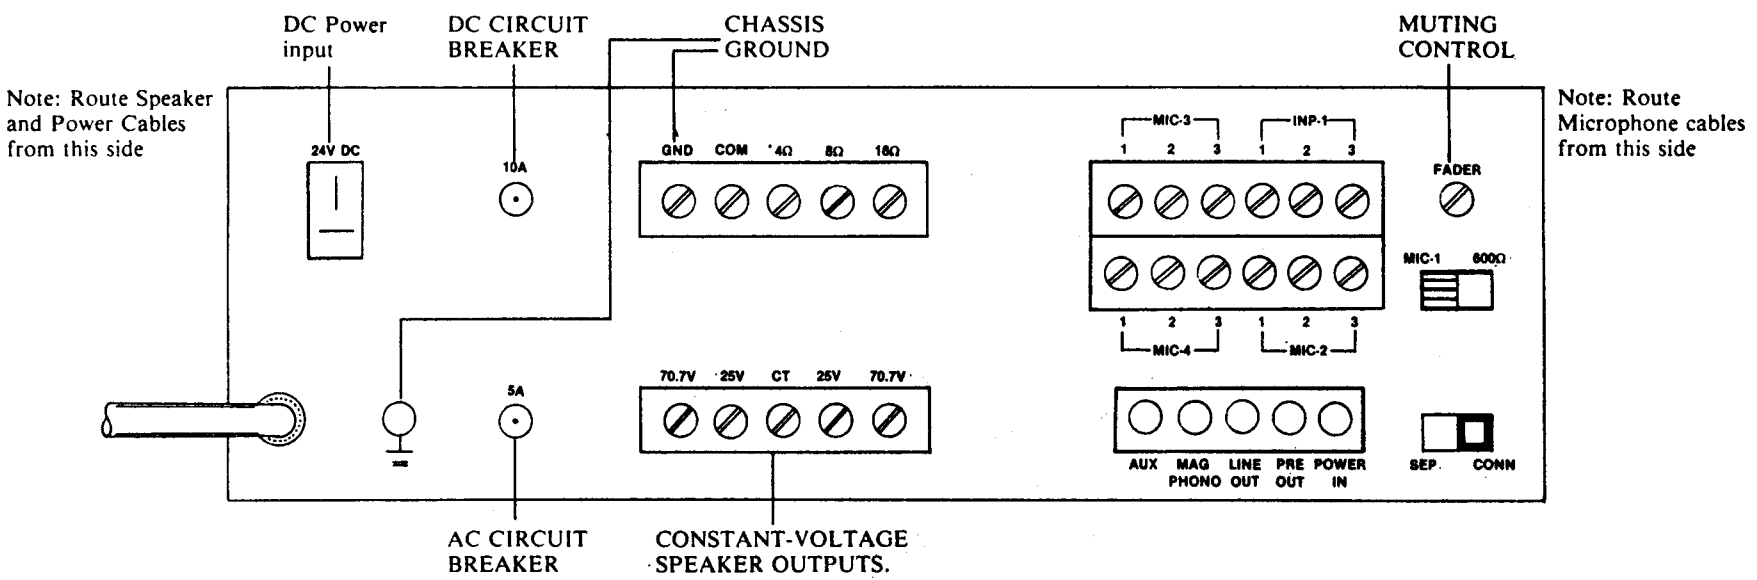 DC Power
input
DC CIRCUIT
BREAKER
CHASSIS
GROUND
MUTING
CONTROL
Note: Route Speaker
and Power Cables
from this side
Note: Route
Microphone cables
from this side
24V DC
10A
GND COM 4Ω 8Ω 16Ω
MIC-3 INP-1
1 2 3 1 2 3
FADER
MIC-1 600Ω
1 2 3 1 2 3
MIC-4 MIC-2
5A
70.7V 25V CT 25V 70.7V
AUX MAG PHONO LINE OUT PRE OUT POWER IN
SEP. CONN
AC CIRCUIT
BREAKER
CONSTANT-VOLTAGE
SPEAKER OUTPUTS.